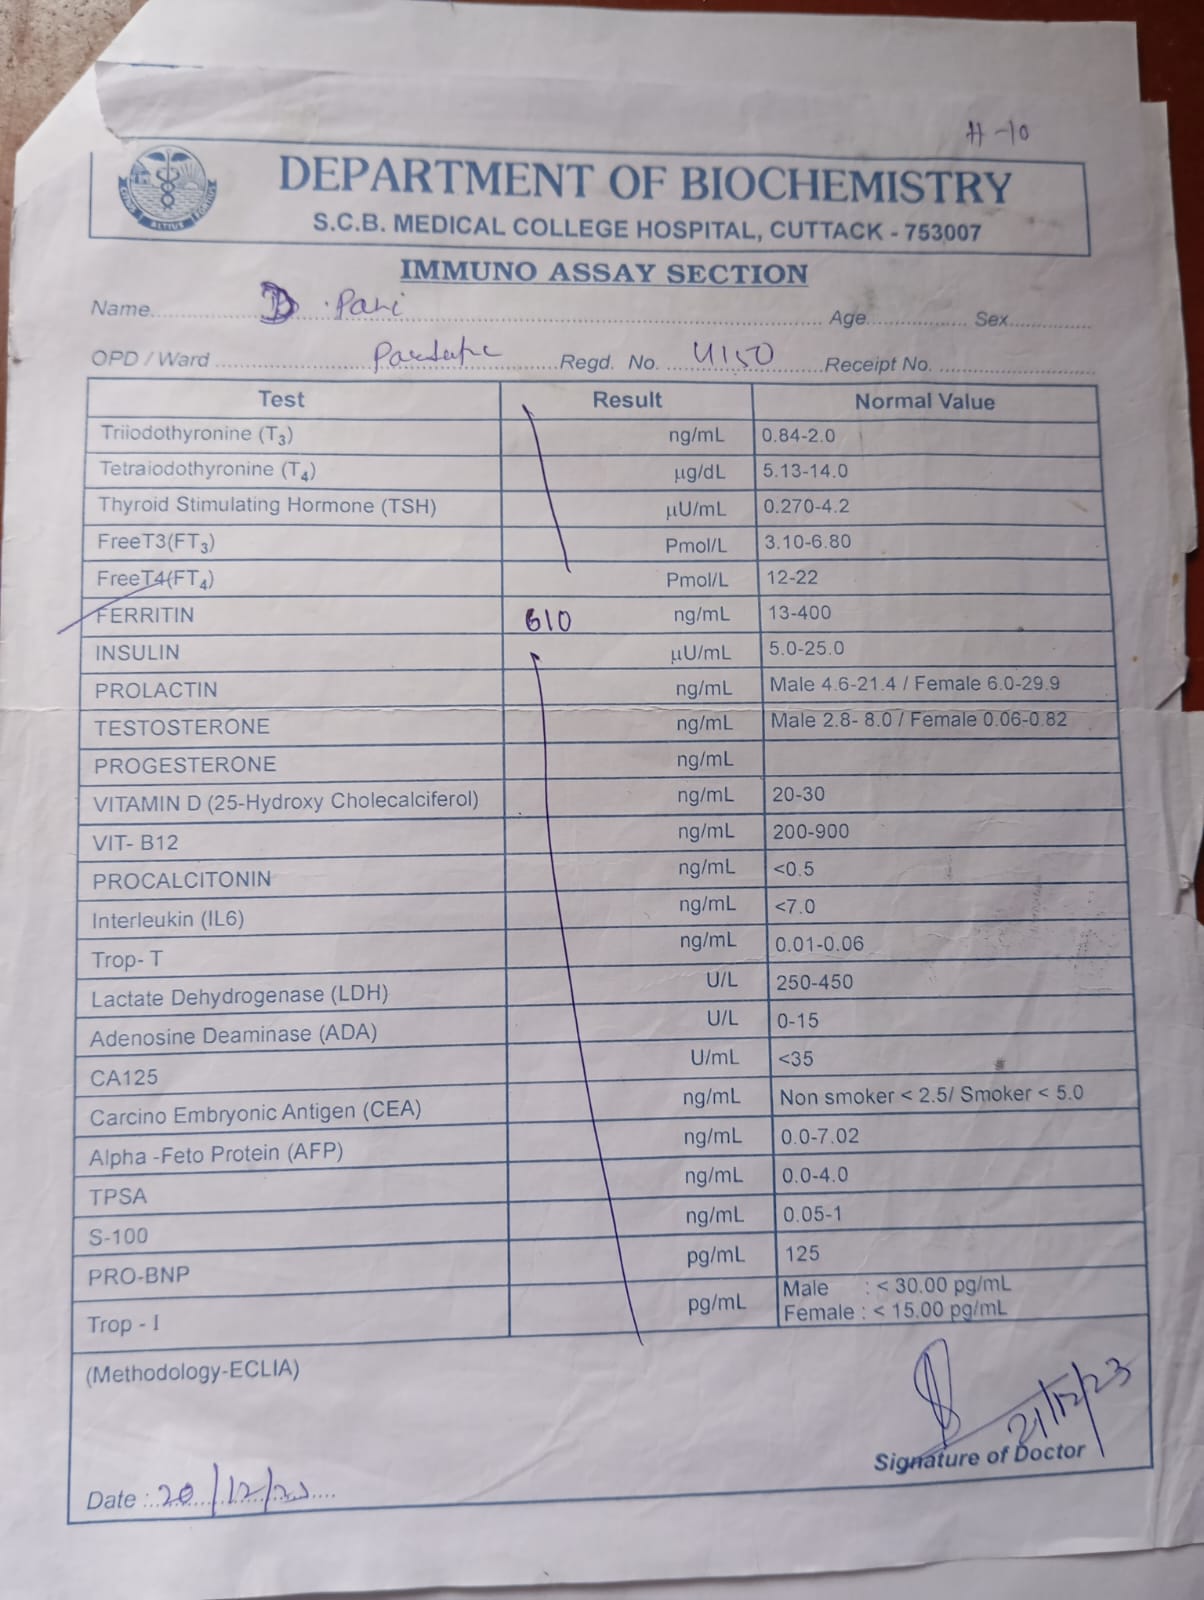 H-10
DEPARTMENT OF BIOCHEMISTRY
S.C.B. MEDICAL COLLEGE HOSPITAL, CUTTACK - 753007
IMMUNO ASSAY SECTION
Name D. Pani Age Sex
OPD / Ward Regd. No. 4150 Receipt No.
Test Result Normal Value
Triiodothyronine (T3) ng/mL 0.84-2.0
Tetraiodothyronine (T4) µg/dL 5.13-14.0
Thyroid Stimulating Hormone (TSH) µU/mL 0.270-4.2
FreeT3(FT3) Pmol/L 3.10-6.80
FreeT4(FT4) Pmol/L 12-22
FERRITIN 610 ng/mL 13-400
INSULIN µU/mL 5.0-25.0
PROLACTIN ng/mL Male 4.6-21.4 / Female 6.0-29.9
TESTOSTERONE ng/mL Male 2.8- 8.0 / Female 0.06-0.82
PROGESTERONE ng/mL
VITAMIN D (25-Hydroxy Cholecalciferol) ng/mL 20-30
VIT- B12 ng/mL 200-900
PROCALCITONIN ng/mL <0.5
Interleukin (IL6) ng/mL <7.0
Trop- T ng/mL 0.01-0.06
Lactate Dehydrogenase (LDH) U/L 250-450
Adenosine Deaminase (ADA) U/L 0-15
CA125 U/mL <35
Carcino Embryonic Antigen (CEA) ng/mL Non smoker < 2.5/ Smoker < 5.0
Alpha -Feto Protein (AFP) ng/mL 0.0-7.02
TPSA ng/mL 0.0-4.0
S-100 ng/mL 0.05-1
PRO-BNP pg/mL 125
Trop - I pg/mL Male : < 30.00 pg/mL
Female : < 15.00 pg/mL
(Methodology-ECLIA)
21/12/23
Signature of Doctor
Date : 20/12/23